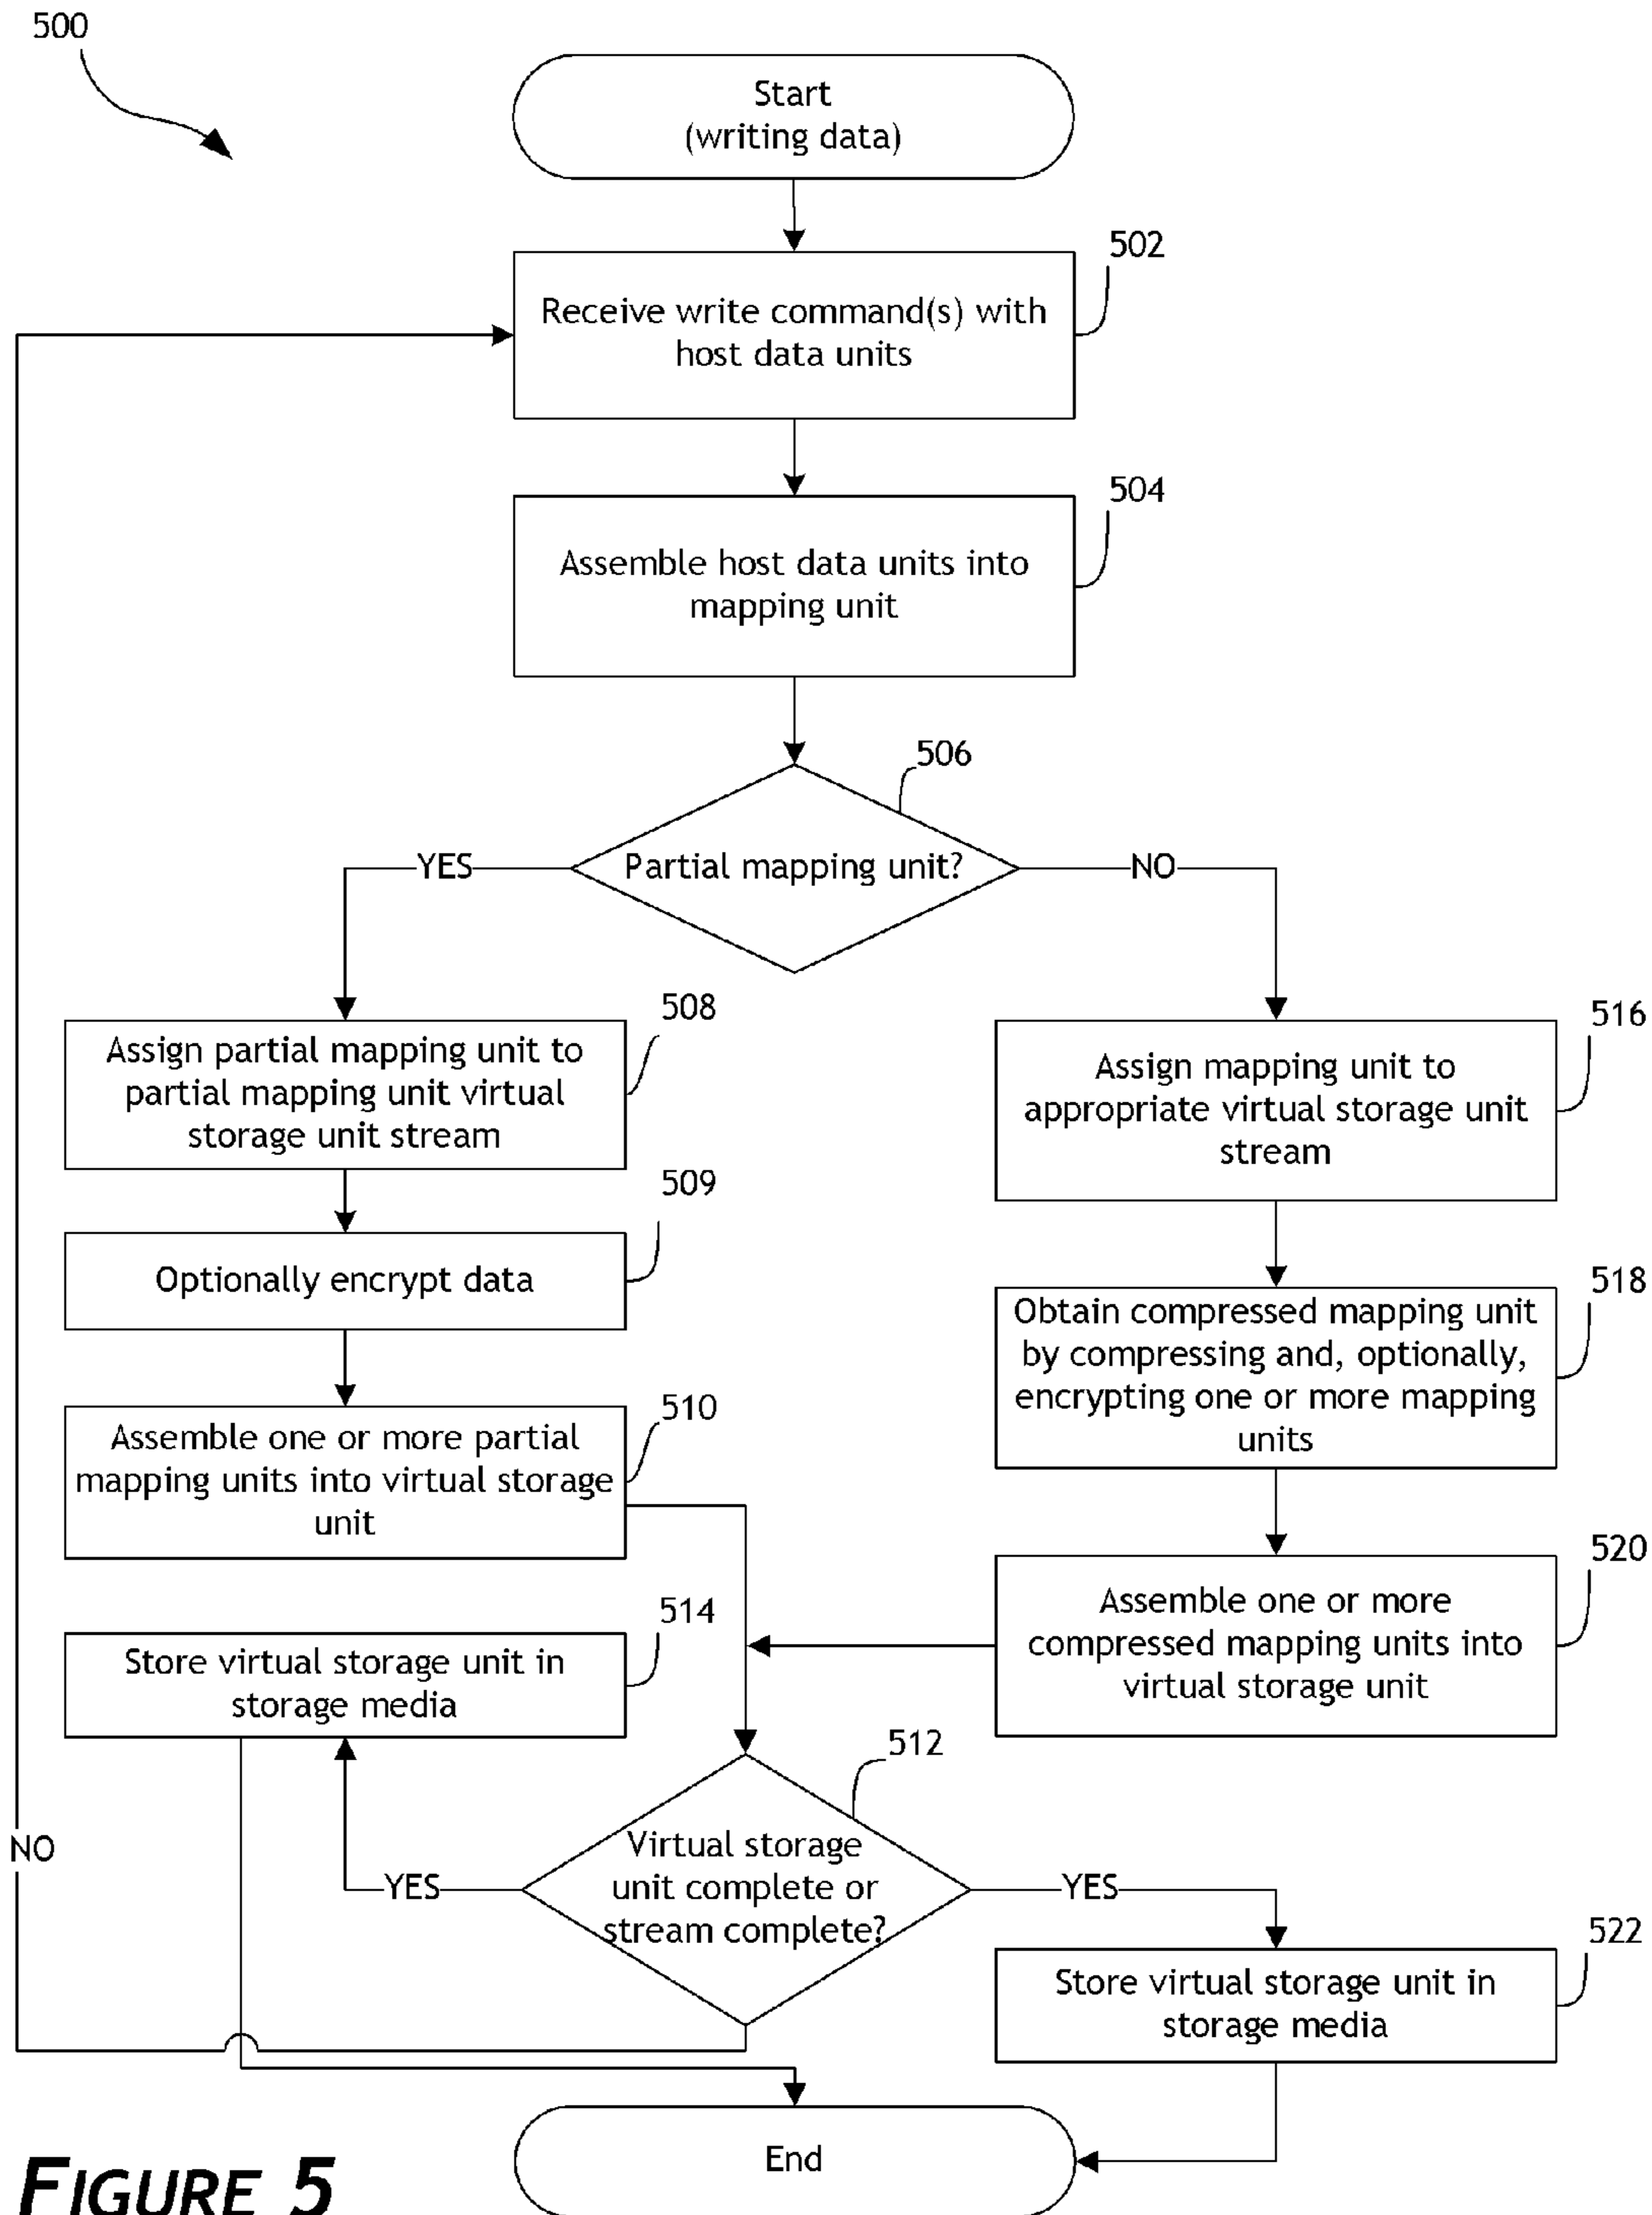 500
Start
(writing data)
502
Receive write command(s) with
host data units
504
Assemble host data units into
mapping unit
506
Partial mapping unit?
YES
NO
508
Assign partial mapping unit to
partial mapping unit virtual
storage unit stream
516
Assign mapping unit to
appropriate virtual storage unit
stream
509
Optionally encrypt data
518
Obtain compressed mapping unit
by compressing and, optionally,
encrypting one or more mapping
units
510
Assemble one or more partial
mapping units into virtual storage
unit
520
Assemble one or more
compressed mapping units into
virtual storage unit
514
Store virtual storage unit in
storage media
512
Virtual storage
unit complete or
stream complete?
NO
YES
YES
522
Store virtual storage unit in
storage media
End
FIGURE 5